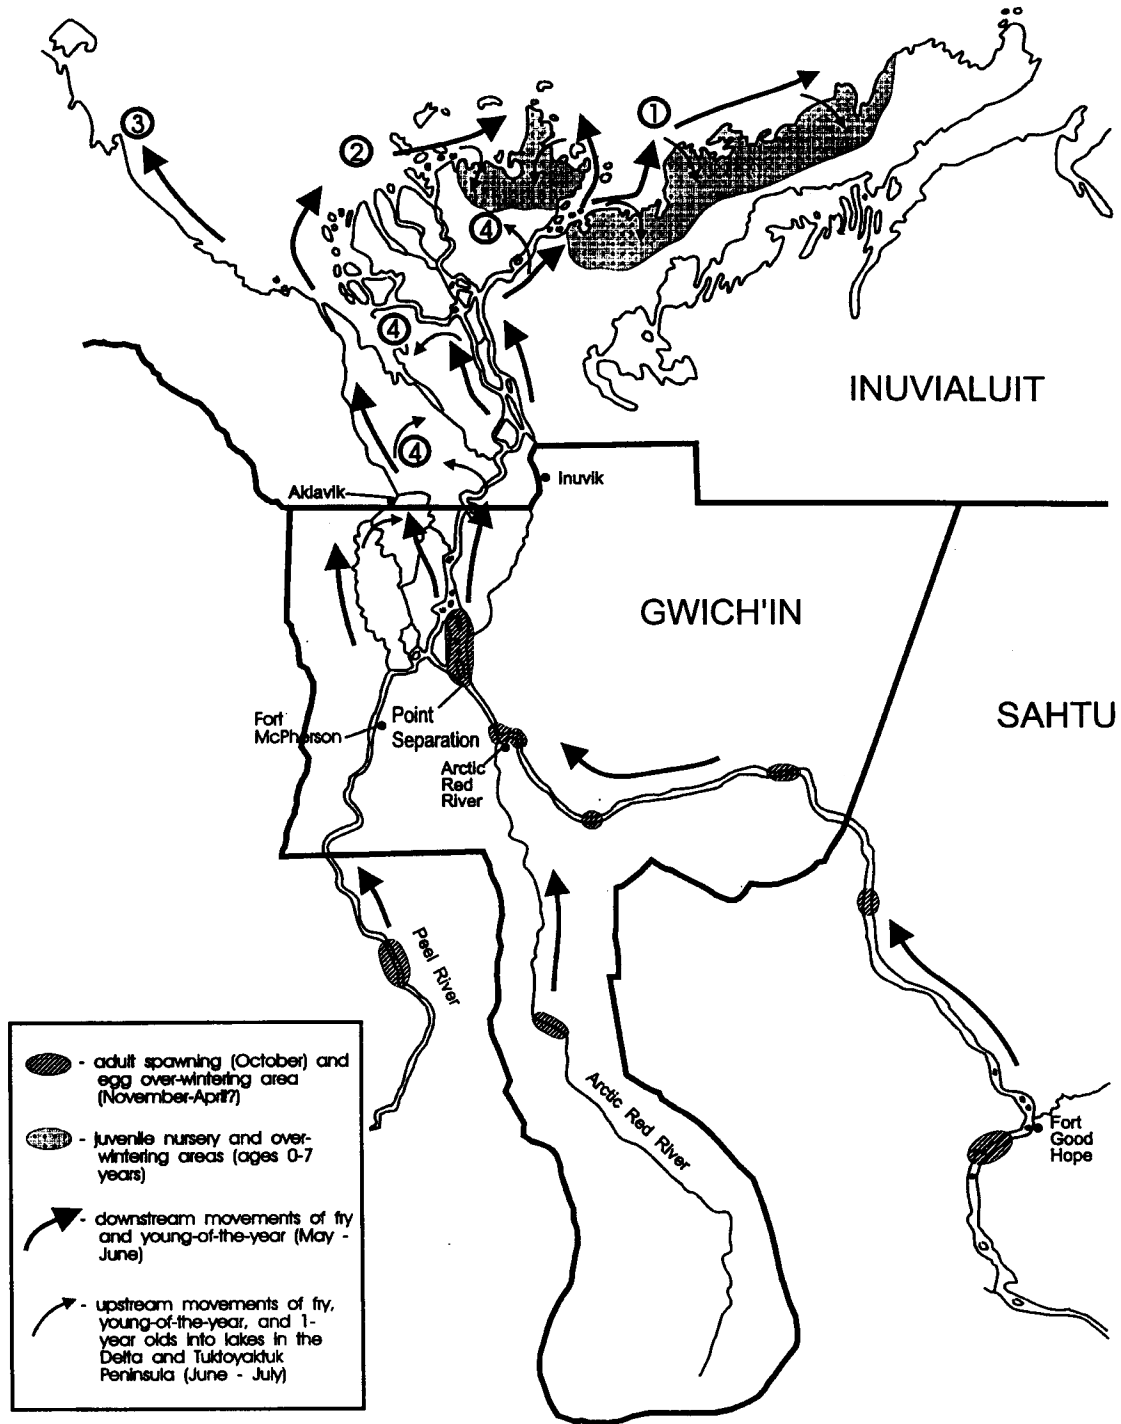 3
2
1
4
4
INUVIALUIT
4
Aklavik
Inuvik
GWICH'IN
SAHTU
Fort
McPherson
Point
Separation
Arctic
Red
River
Peel River
Arctic Red River
Fort
Good
Hope
- adult spawning (October) and
egg over-wintering area
(November-April?)
- juvenile nursery and over-
wintering areas (ages 0-7
years)
- downstream movements of fry
and young-of-the-year (May -
June)
- upstream movements of fry,
young-of-the-year, and 1-
year olds into lakes in the
Delta and Tuktoyaktuk
Peninsula (June - July)